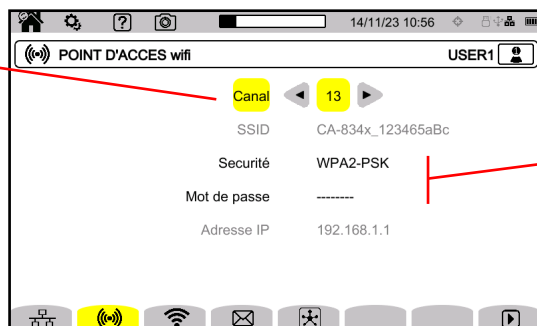 14/11/23 10:56
POINT D'ACCES wifi USER1
Canal 13
SSID CA-834x_123465aBc
Securité WPA2-PSK
Mot de passe --------
Adresse IP 192.168.1.1